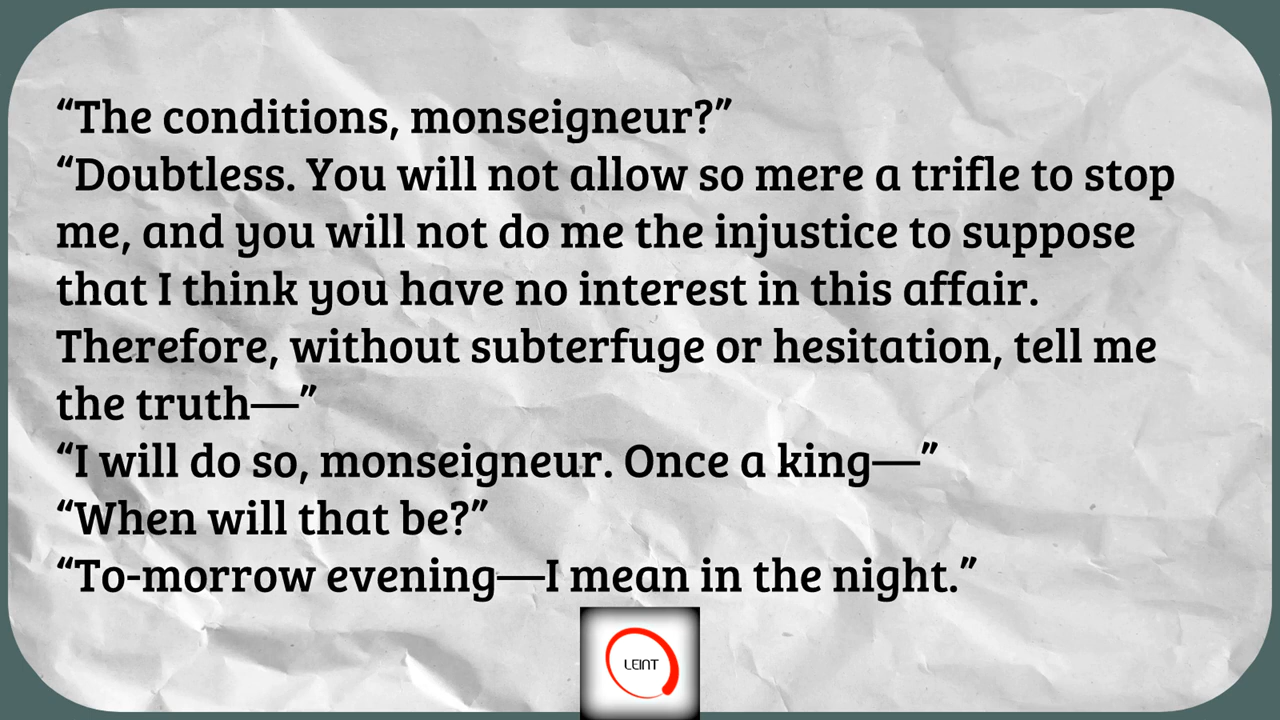 “The conditions, monseigneur?”
“Doubtless. You will not allow so mere a trifle to stop
me, and you will not do me the injustice to suppose
that I think you have no interest in this affair.
Therefore, without subterfuge or hesitation, tell me
the truth—”
“I will do so, monseigneur. Once a king—”
“When will that be?”
“To-morrow evening—I mean in the night.”
LEINT